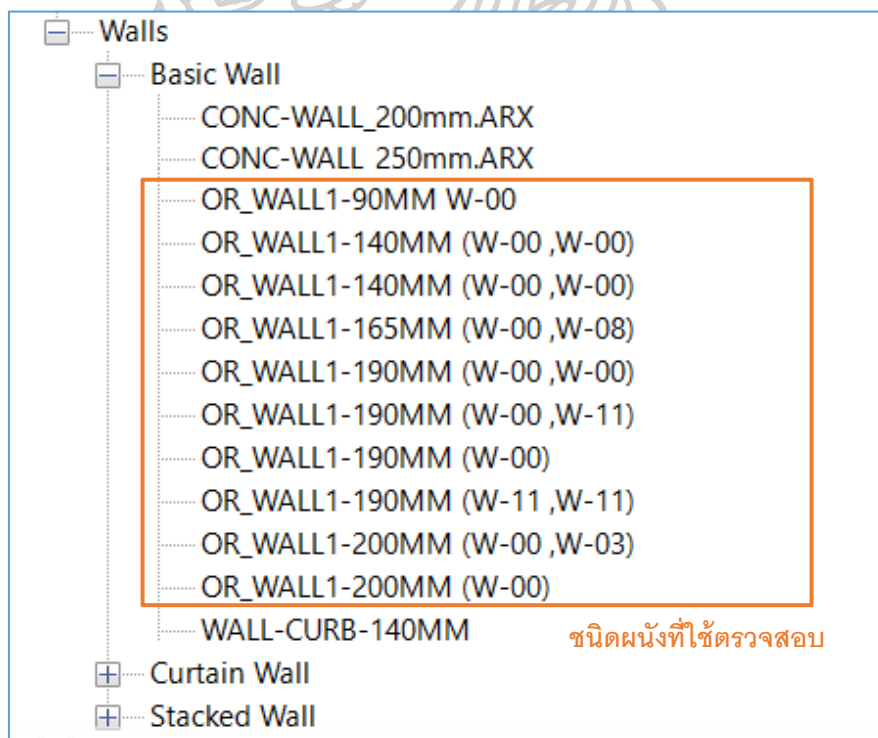 Walls
Basic Wall
CONC-WALL_200mm.ARX
CONC-WALL 250mm.ARX
OR_WALL1-90MM W-00
OR_WALL1-140MM (W-00 ,W-00)
OR_WALL1-140MM (W-00 ,W-00)
OR_WALL1-165MM (W-00 ,W-08)
OR_WALL1-190MM (W-00 ,W-00)
OR_WALL1-190MM (W-00 ,W-11)
OR_WALL1-190MM (W-00)
OR_WALL1-190MM (W-11 ,W-11)
OR_WALL1-200MM (W-00 ,W-03)
OR_WALL1-200MM (W-00)
WALL-CURB-140MM
ชนิดผนังที่ใช้ตรวจสอบ
Curtain Wall
Stacked Wall